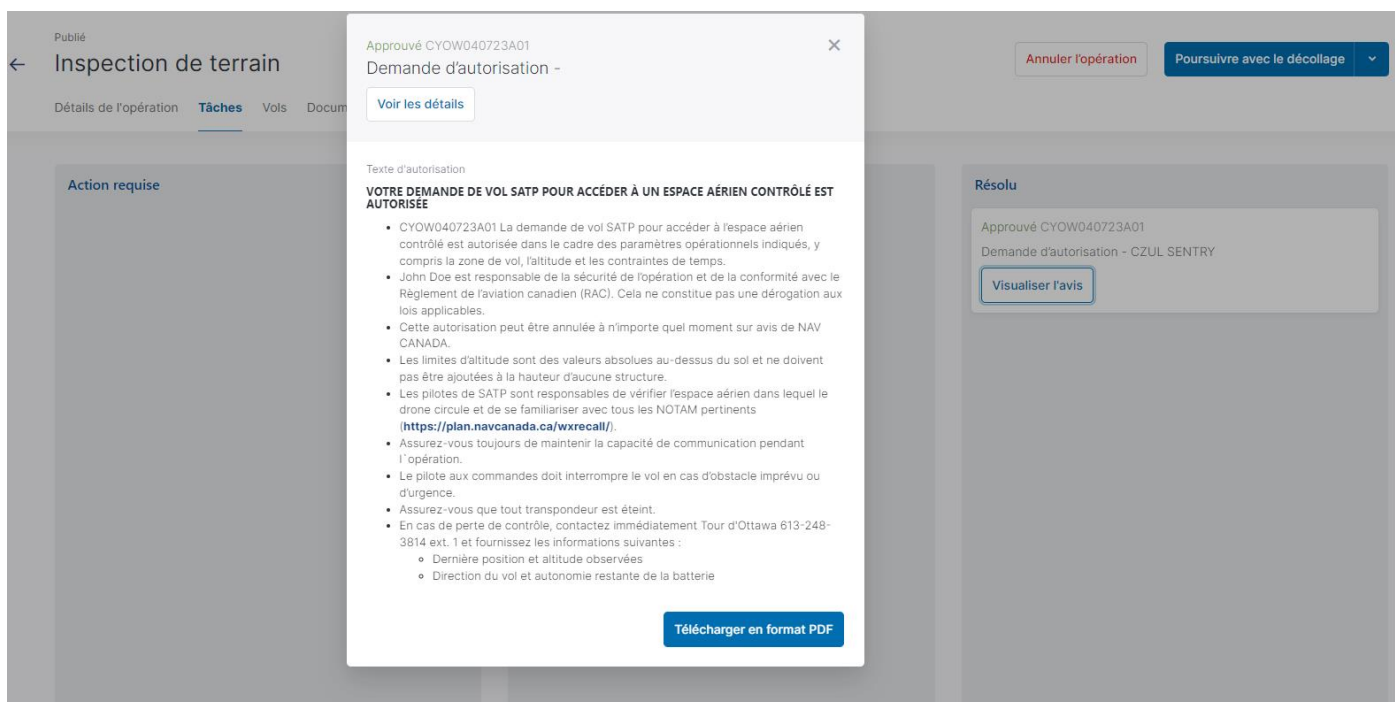 Publié
← Inspection de terrain
Annuler l'opération
Poursuivre avec le décollage
Détails de l'opération Tâches Vols Docum
Action requise
Approuvé CYOW040723A01
Demande d'autorisation -
Voir les détails
Texte d'autorisation
VOTRE DEMANDE DE VOL SATP POUR ACCÉDER À UN ESPACE AÉRIEN CONTRÔLÉ EST
AUTORISÉE
• CYOW040723A01 La demande de vol SATP pour accéder à l'espace aérien
contrôlé est autorisée dans le cadre des paramètres opérationnels indiqués, y
compris la zone de vol, l'altitude et les contraintes de temps.
• John Doe est responsable de la sécurité de l'opération et de la conformité avec le
Règlement de l'aviation canadien (RAC). Cela ne constitue pas une dérogation aux
lois applicables.
• Cette autorisation peut être annulée à n'importe quel moment sur avis de NAV
CANADA.
• Les limites d'altitude sont des valeurs absolues au-dessus du sol et ne doivent
pas être ajoutées à la hauteur d'aucune structure.
• Les pilotes de SATP sont responsables de vérifier l'espace aérien dans lequel le
drone circule et de se familiariser avec tous les NOTAM pertinents
(https://plan.navcanada.ca/wxrecall/).
• Assurez-vous toujours de maintenir la capacité de communication pendant
l`opération.
• Le pilote aux commandes doit interrompre le vol en cas d'obstacle imprévu ou
d'urgence.
• Assurez-vous que tout transpondeur est éteint.
• En cas de perte de contrôle, contactez immédiatement Tour d'Ottawa 613-248-
3814 ext. 1 et fournissez les informations suivantes :
◦ Dernière position et altitude observées
◦ Direction du vol et autonomie restante de la batterie
Télécharger en format PDF
Résolu
Approuvé CYOW040723A01
Demande d'autorisation - CZUL SENTRY
Visualiser l'avis